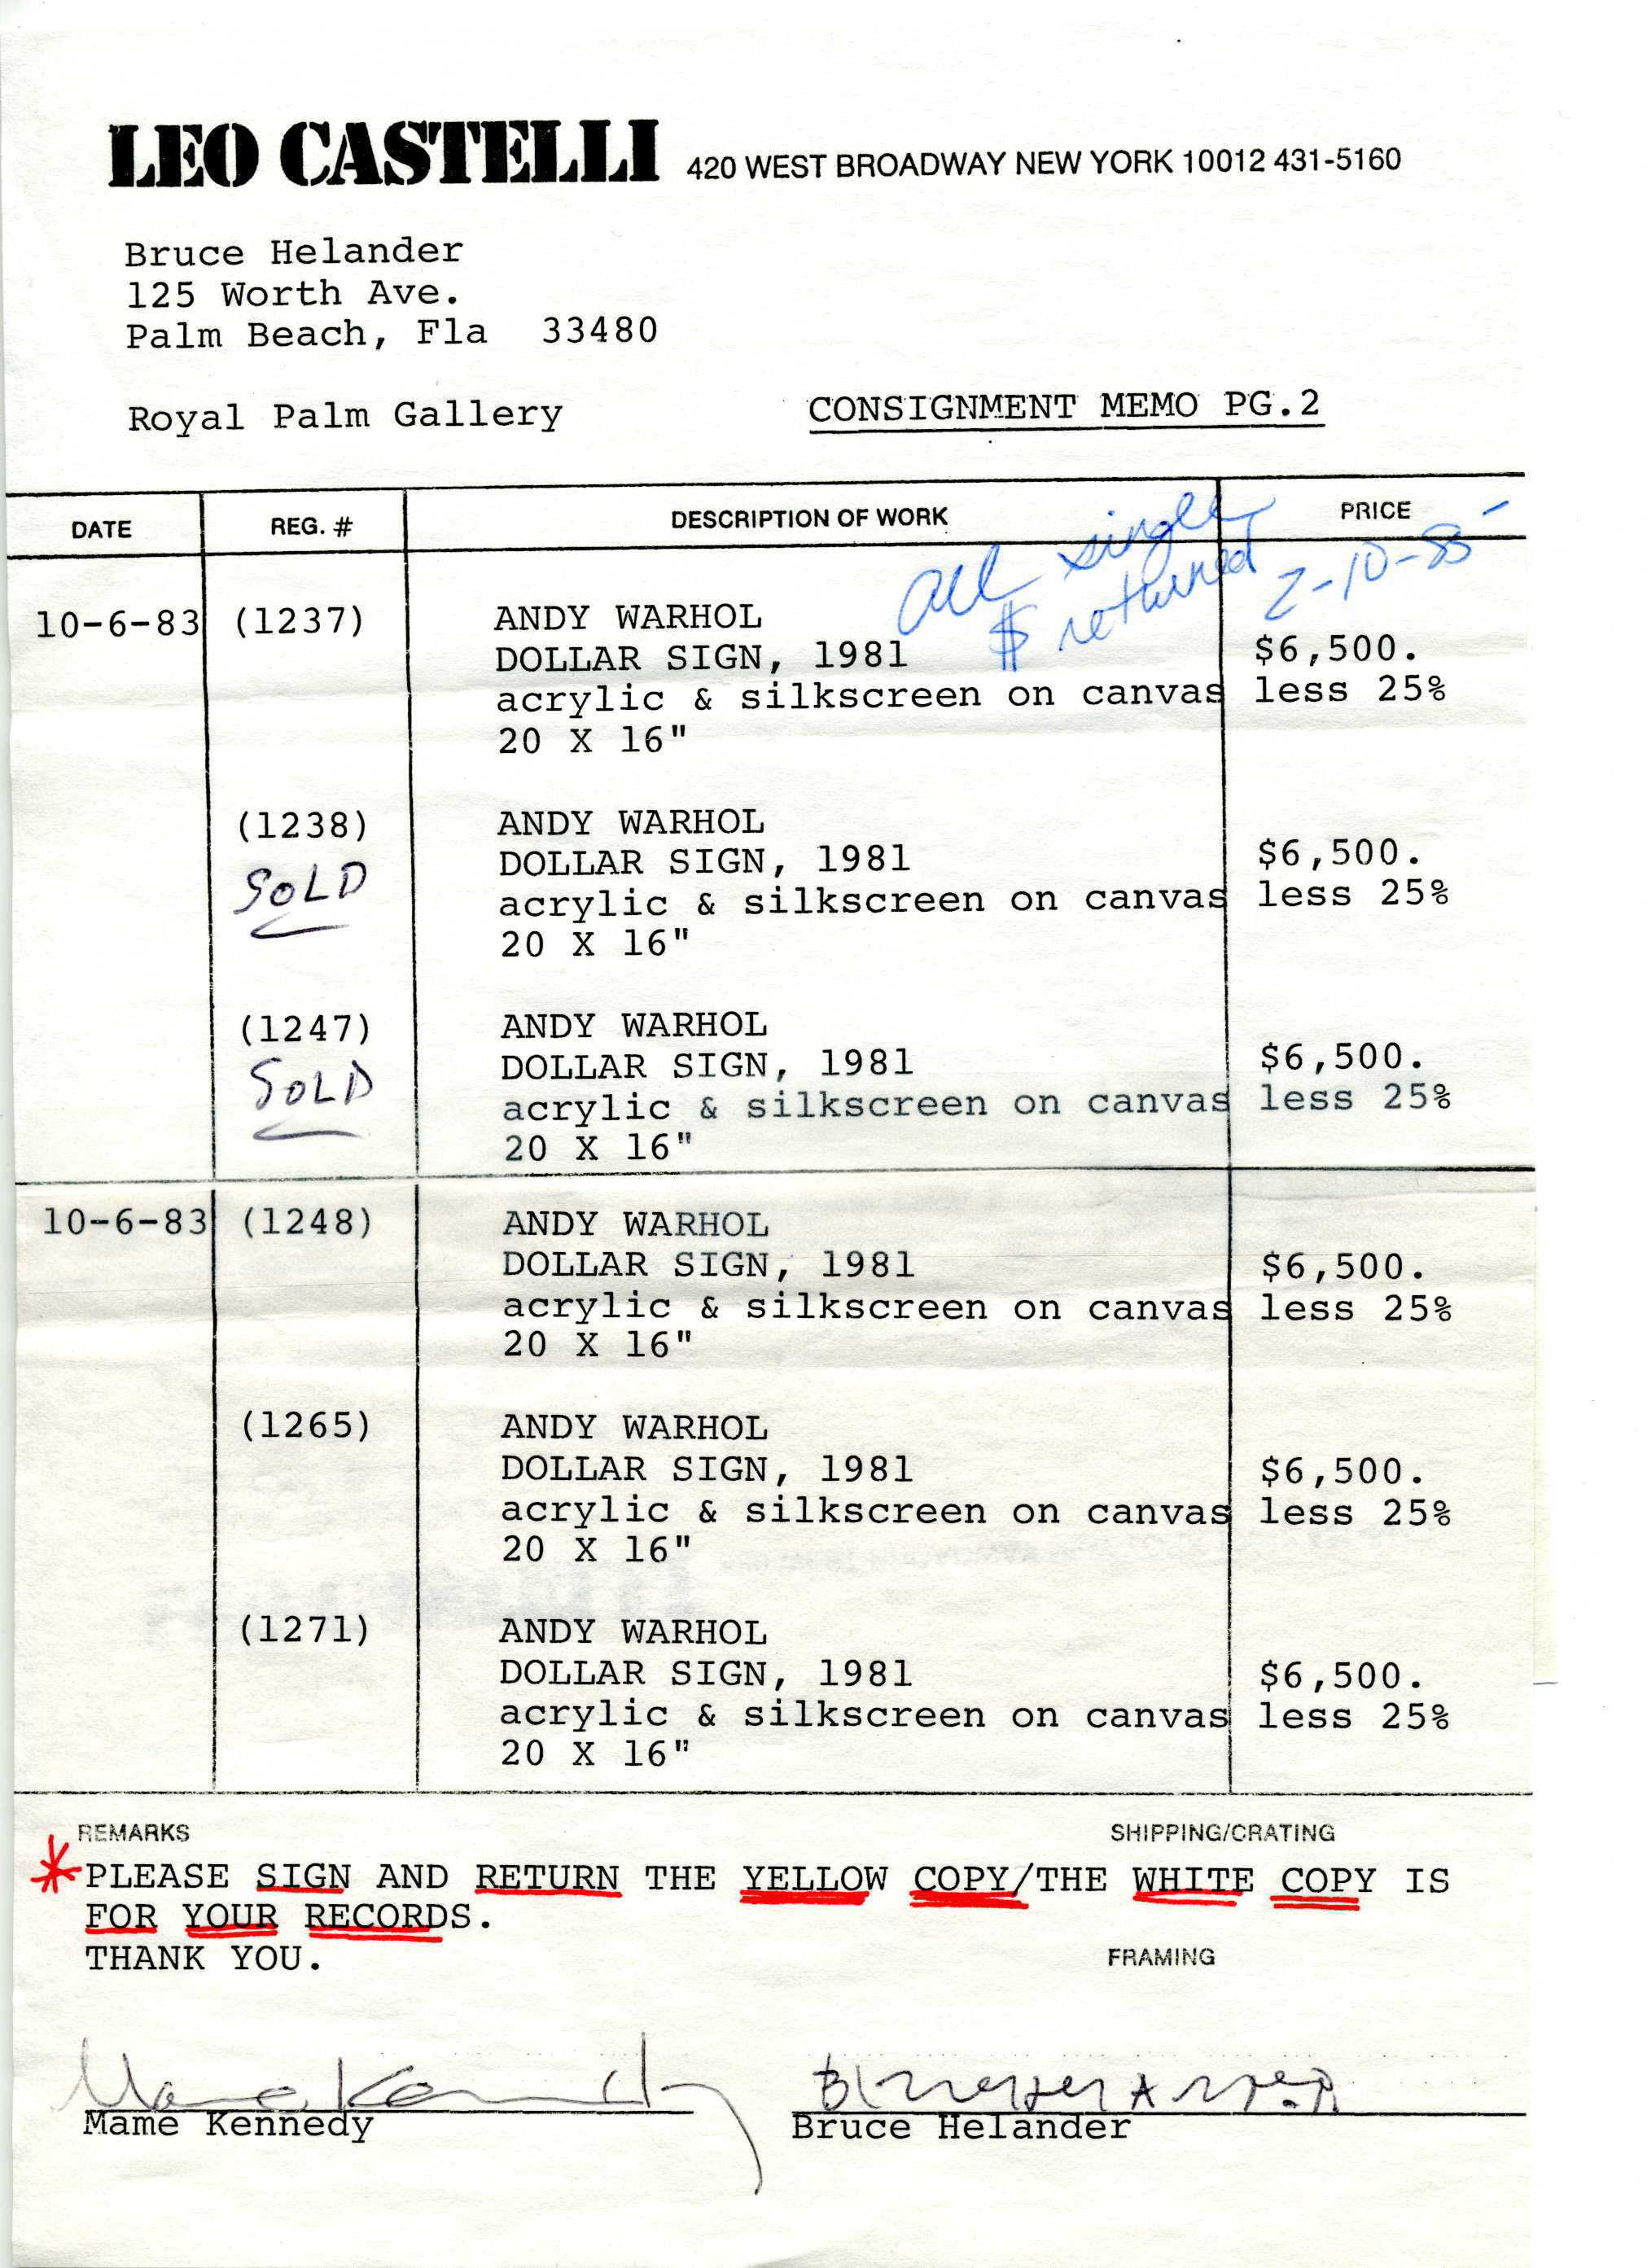 LEO CASTELLI 420 WEST BROADWAY NEW YORK 10012 431-5160
Bruce Helander
125 Worth Ave.
Palm Beach, Fla 33480
Royal Palm Gallery CONSIGNMENT MEMO PG.2
DATE REG. # DESCRIPTION OF WORK PRICE
all single
$ returned 2-10-85
10-6-83 (1237) ANDY WARHOL
DOLLAR SIGN, 1981 $6,500.
acrylic & silkscreen on canvas less 25%
20 X 16"
(1238) ANDY WARHOL
SOLD DOLLAR SIGN, 1981 $6,500.
acrylic & silkscreen on canvas less 25%
20 X 16"
(1247) ANDY WARHOL
SOLD DOLLAR SIGN, 1981 $6,500.
acrylic & silkscreen on canvas less 25%
20 X 16"
10-6-83 (1248) ANDY WARHOL
DOLLAR SIGN, 1981 $6,500.
acrylic & silkscreen on canvas less 25%
20 X 16"
(1265) ANDY WARHOL
DOLLAR SIGN, 1981 $6,500.
acrylic & silkscreen on canvas less 25%
20 X 16"
(1271) ANDY WARHOL
DOLLAR SIGN, 1981 $6,500.
acrylic & silkscreen on canvas less 25%
20 X 16"
REMARKS SHIPPING/CRATING
*PLEASE SIGN AND RETURN THE YELLOW COPY/THE WHITE COPY IS
FOR YOUR RECORDS.
THANK YOU. FRAMING
Mame Kennedy Bruce Helander
Mame Kennedy Bruce Helander